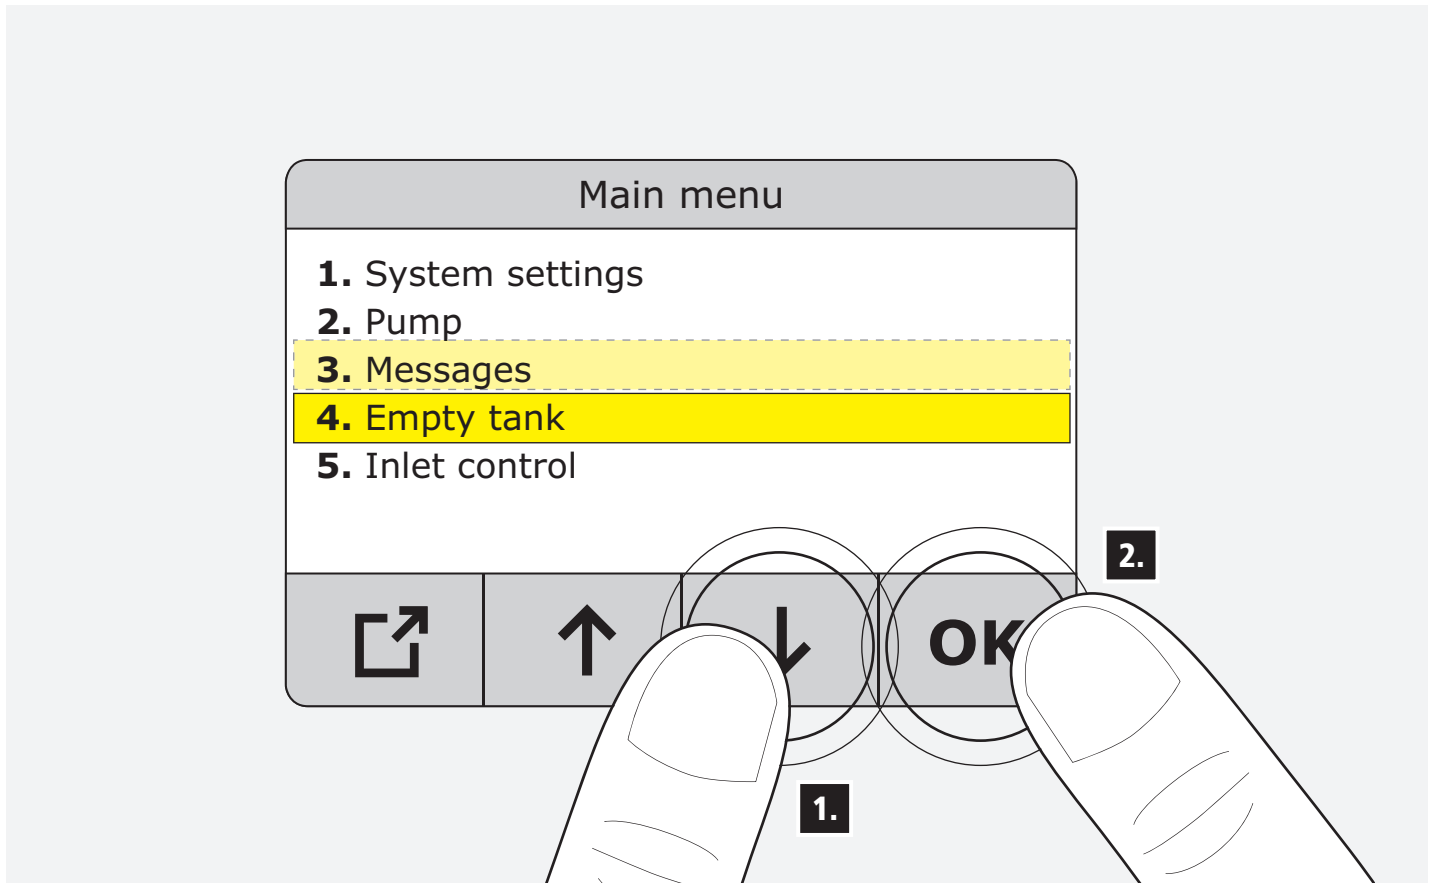 Main menu
1. System settings
2. Pump
3. Messages
4. Empty tank
5. Inlet control
2.
OK
1.